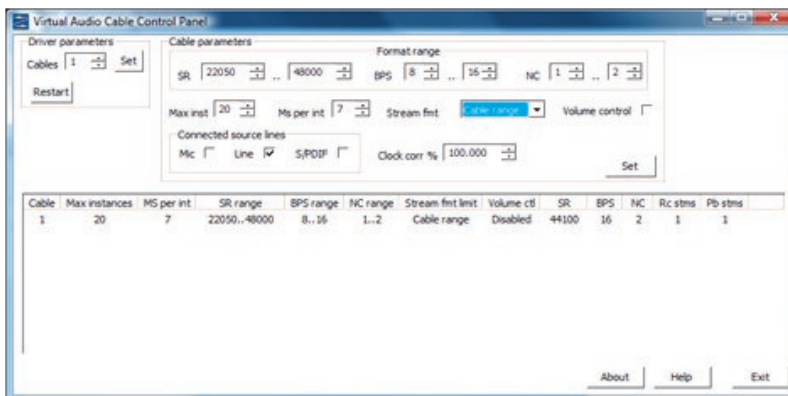 Virtual Audio Cable Control Panel
Driver parameters
Cables 1 Set
Restart
Cable parameters
Format range
SR 22050 .. 48000 BPS 8 .. 16 NC 1 .. 2
Max inst 20 Ms per int 7 Stream fmt Cable range Volume control
Connected source lines
Mic Line S/PDIF Clock corr % 100.000
Set
Cable Max instances MS per int SR range BPS range NC range Stream fmt limit Volume ctl SR BPS NC Rc stms Pb stms
1 20 7 22050..48000 8..16 1..2 Cable range Disabled 44100 16 2 1 1
About Help Exit